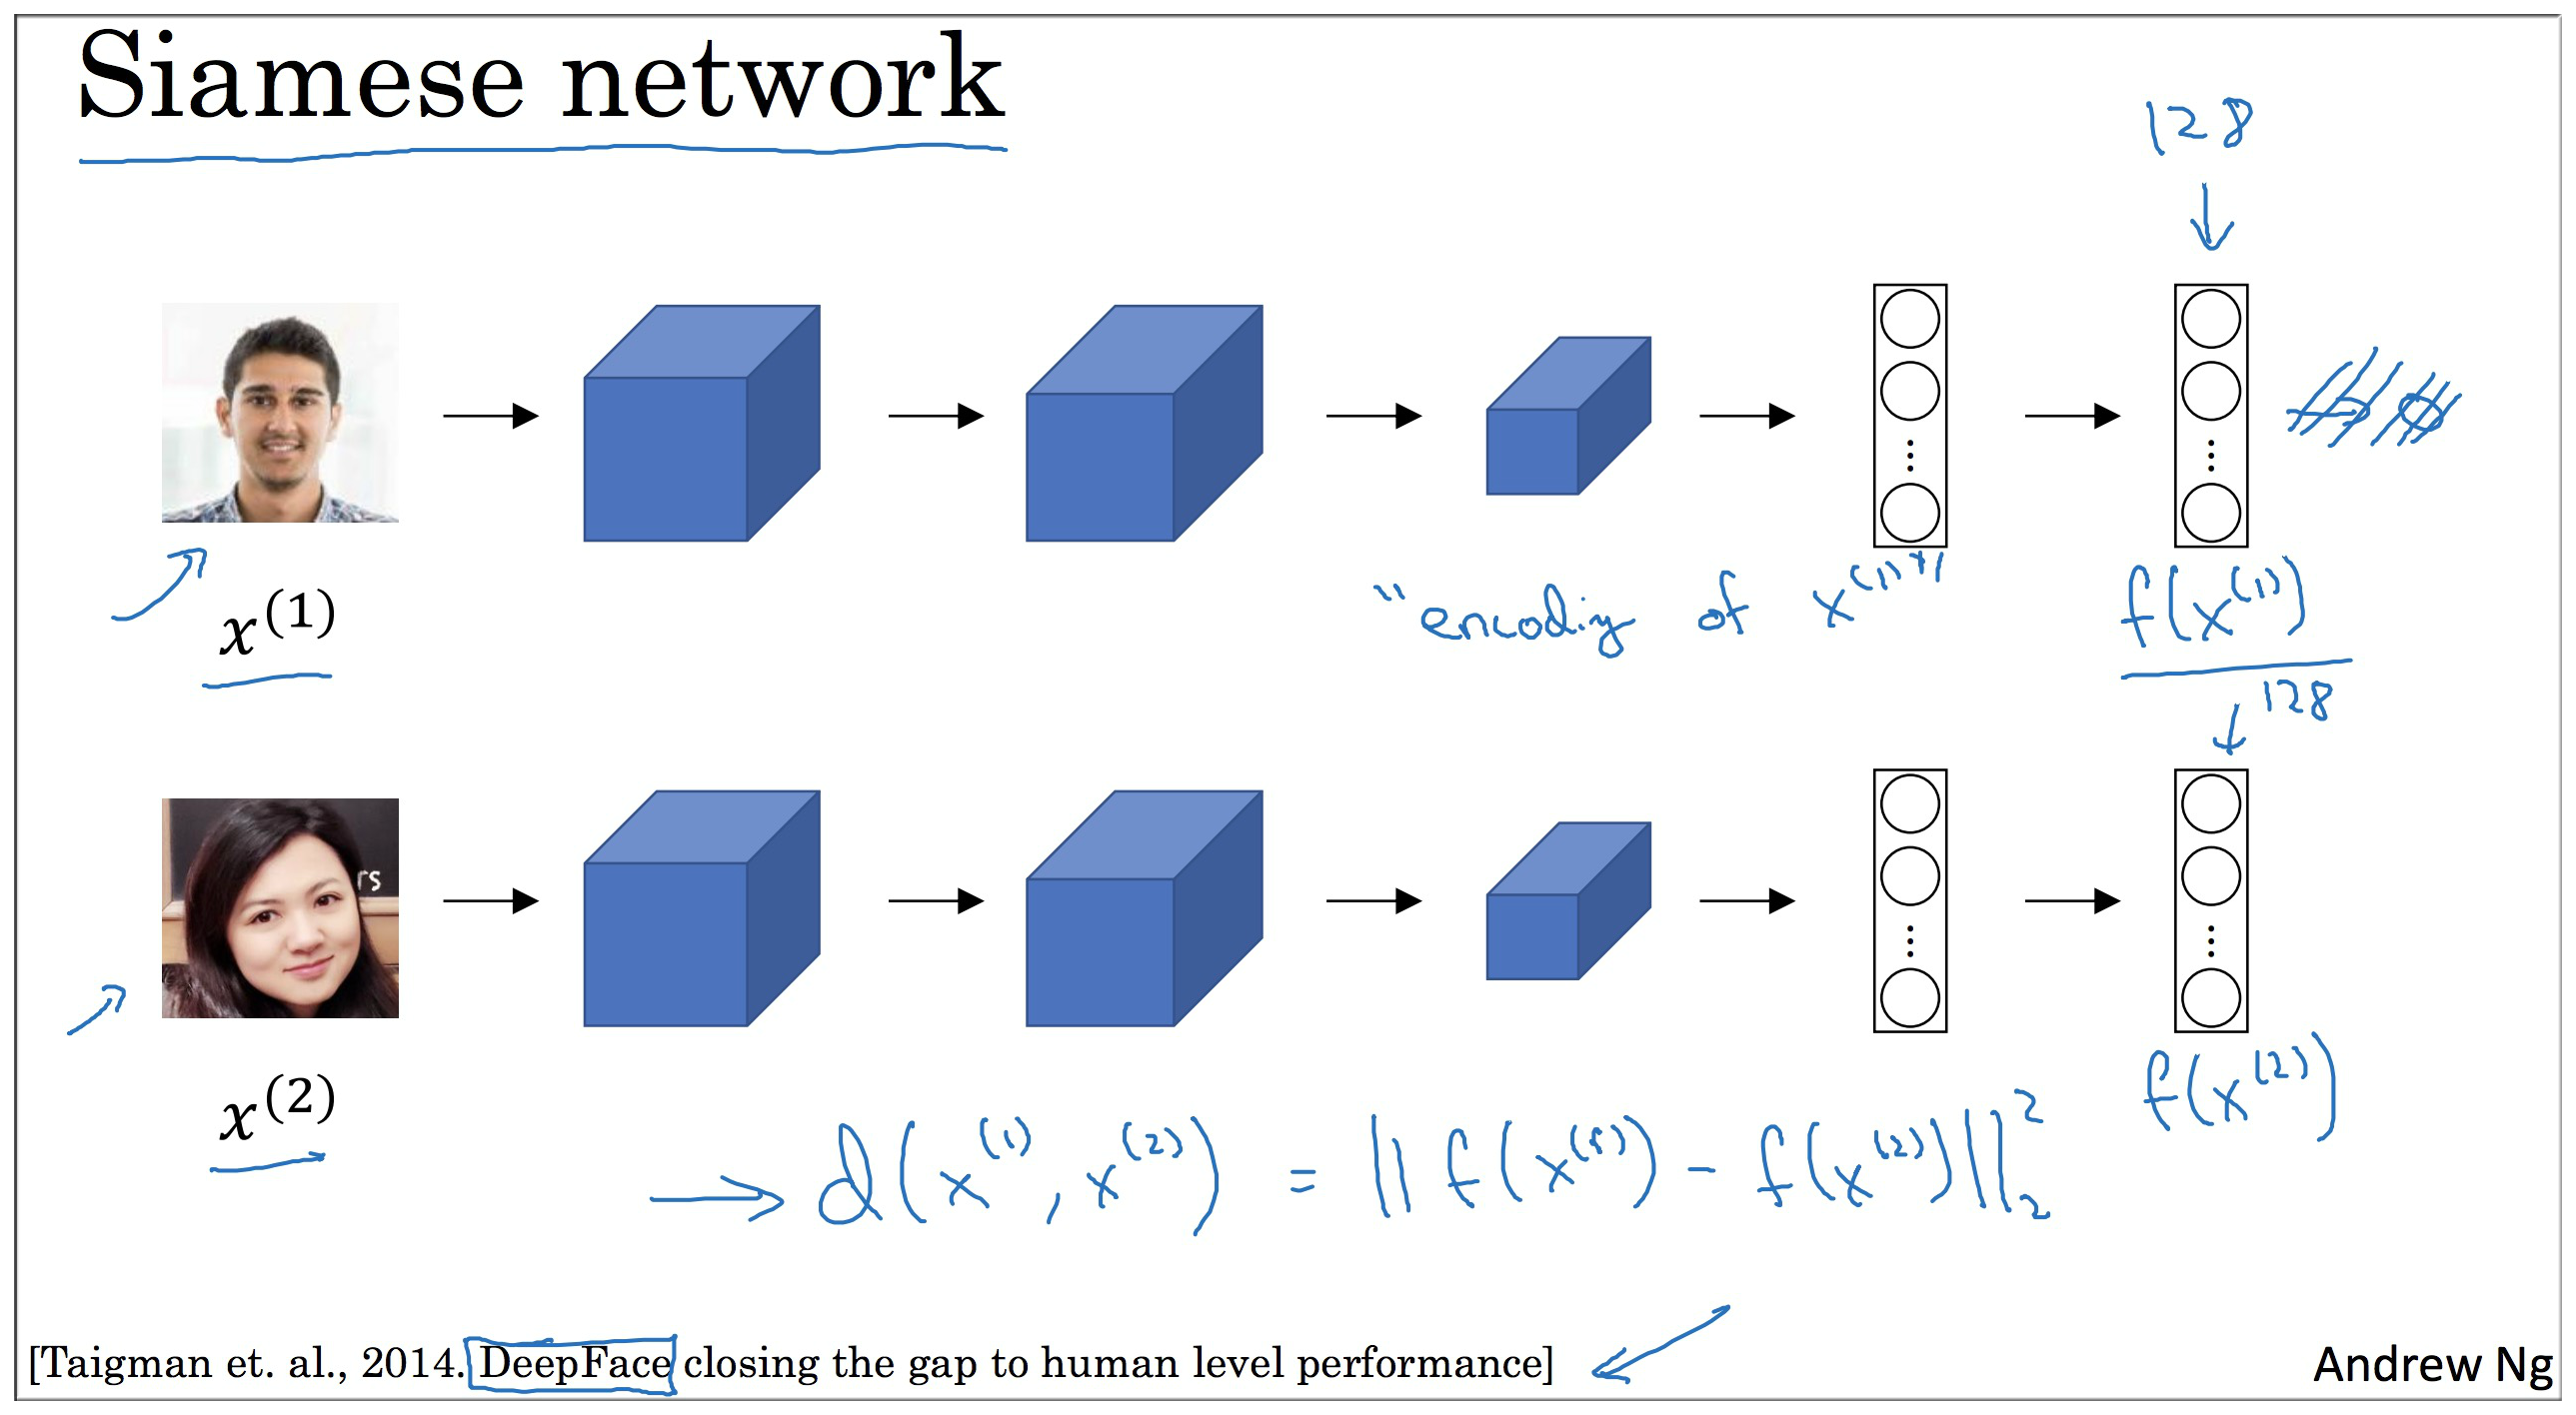 Siamese network
128
x^(1)
"encoding of x^(1)"
f(x^(1))
128
rs
x^(2)
f(x^(2))
d(x^(1), x^(2)) = ||f(x^(1)) - f(x^(2))||_2^2
[Taigman et. al., 2014. DeepFace closing the gap to human level performance]
Andrew Ng